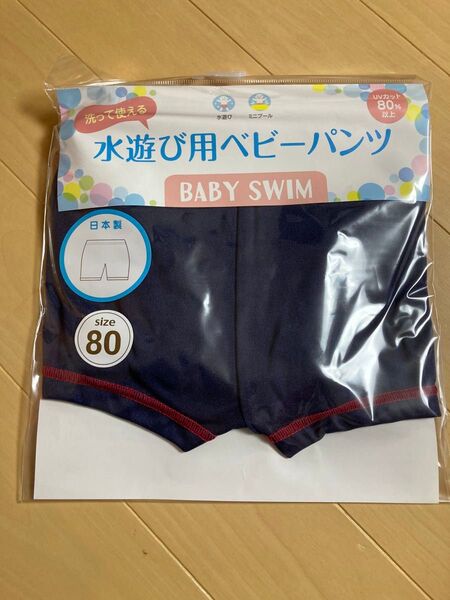 洗って使える
水遊び
ミニプール
UVカット
80%
以上
水遊び用ベビーパンツ
BABY SWIM
日本製
size
80